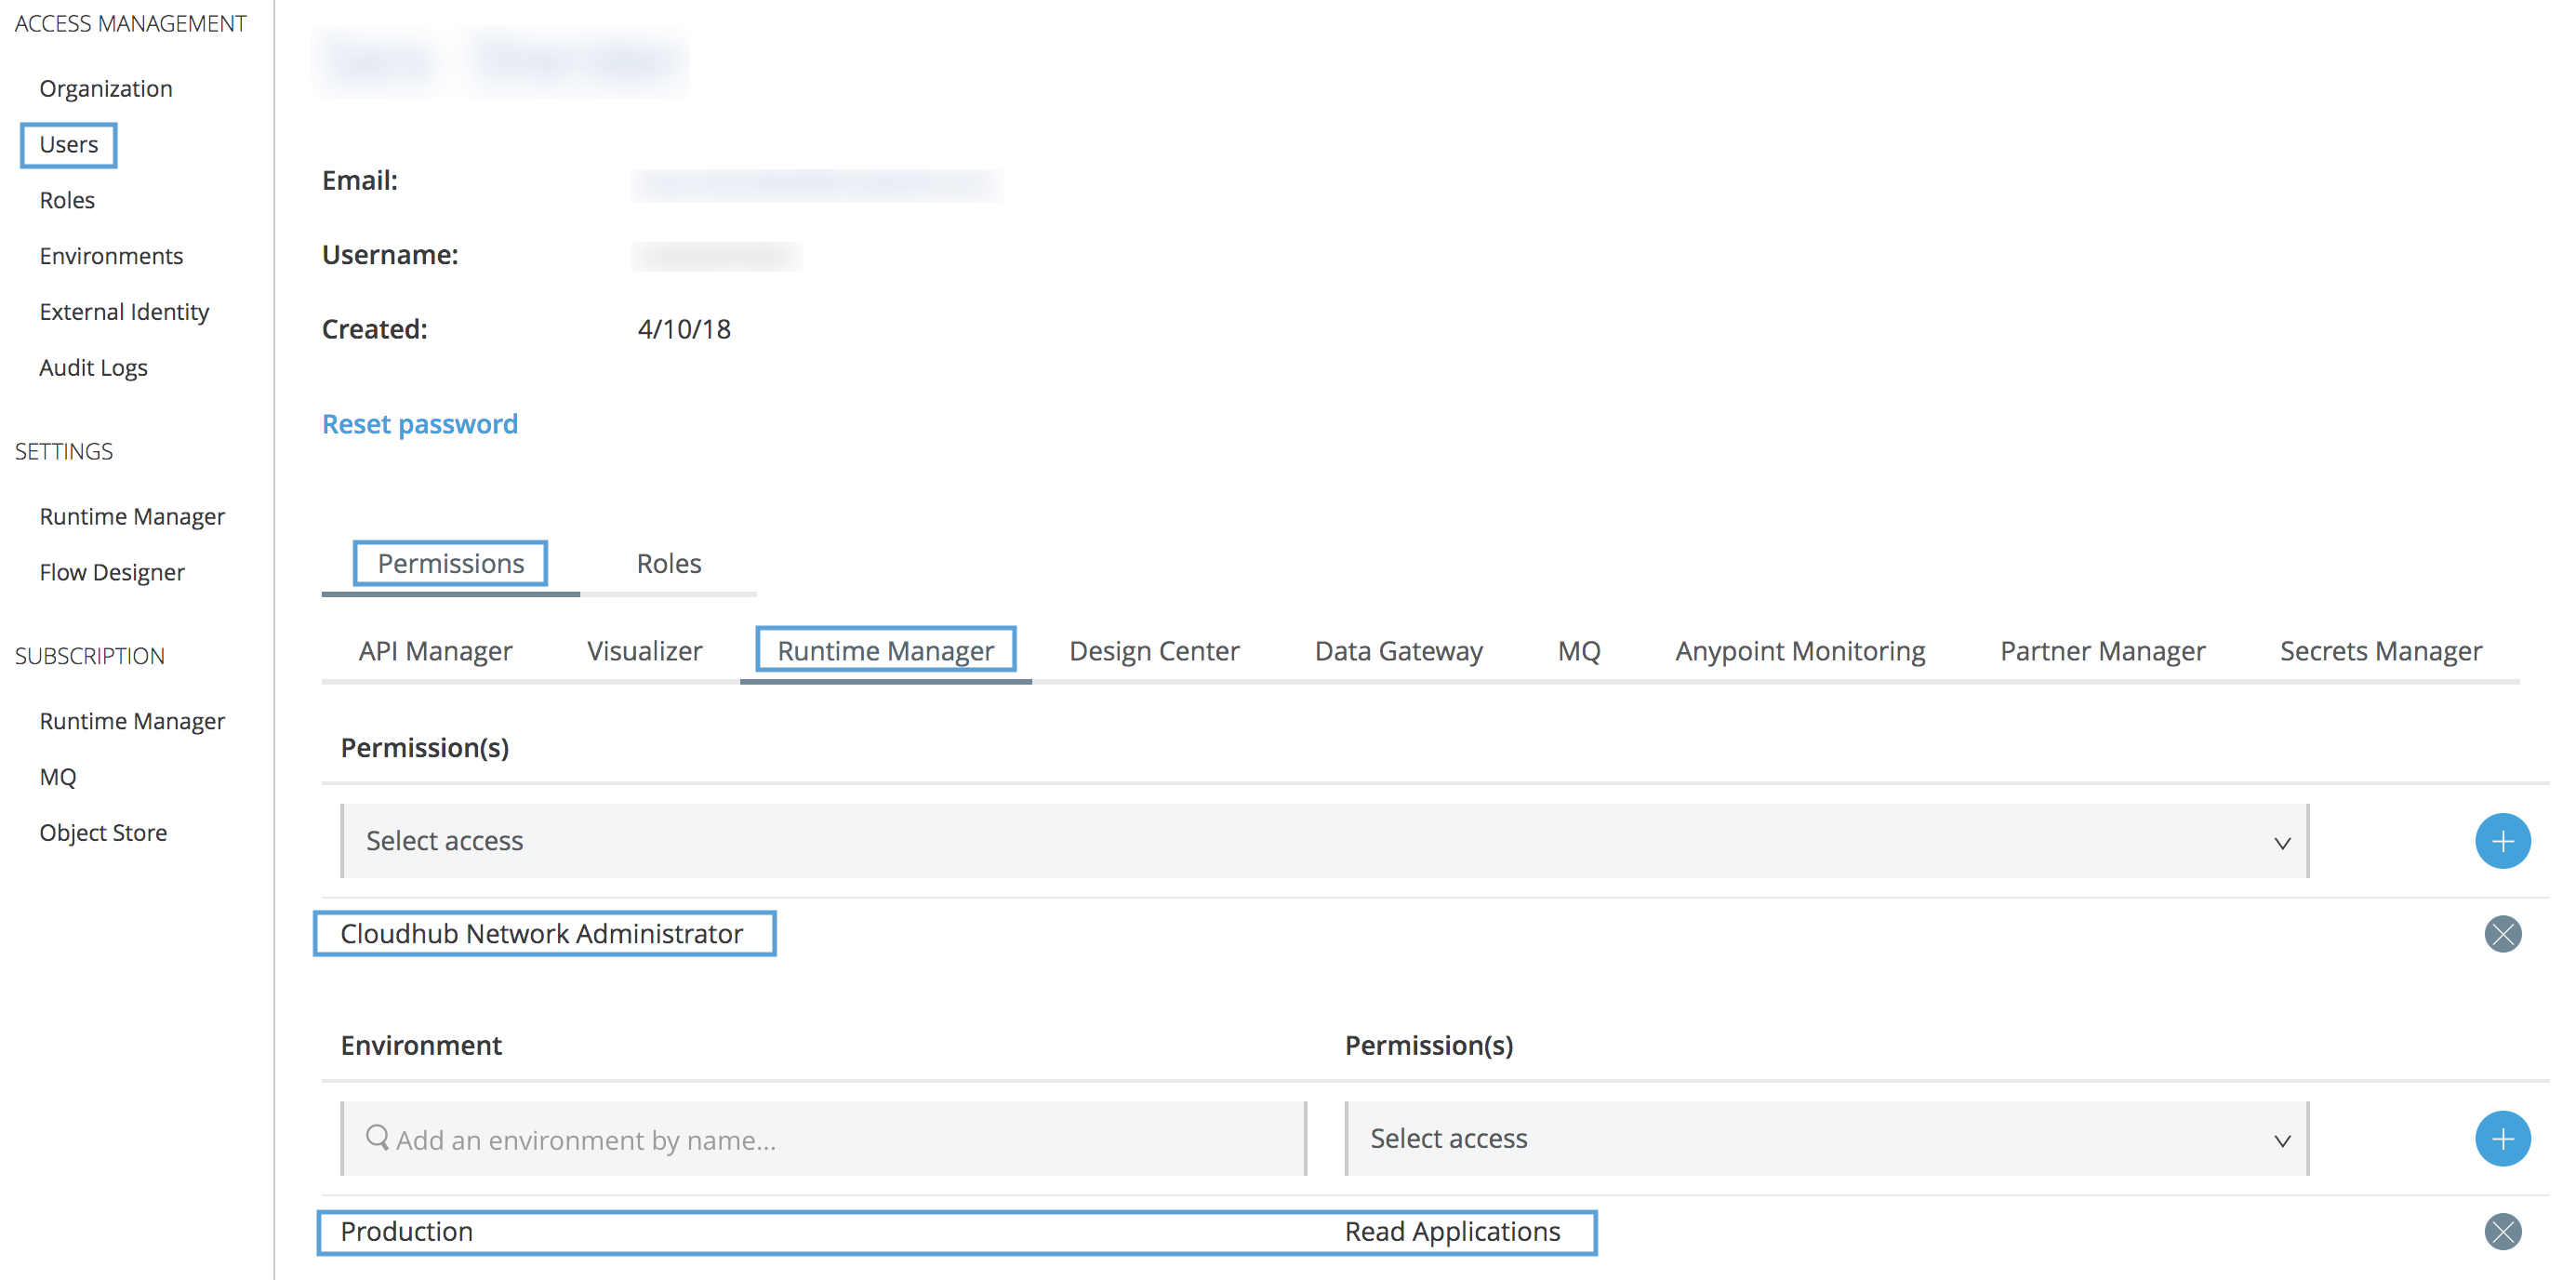 ACCESS MANAGEMENT
Organization
Users
Roles
Environments
External Identity
Audit Logs
SETTINGS
Runtime Manager
Flow Designer
SUBSCRIPTION
Runtime Manager
MQ
Object Store
Email:
Username:
Created: 4/10/18
Reset password
Permissions Roles
API Manager Visualizer Runtime Manager Design Center Data Gateway MQ Anypoint Monitoring Partner Manager Secrets Manager
Permission(s)
Select access
Cloudhub Network Administrator
Environment Permission(s)
Add an environment by name... Select access
Production Read Applications